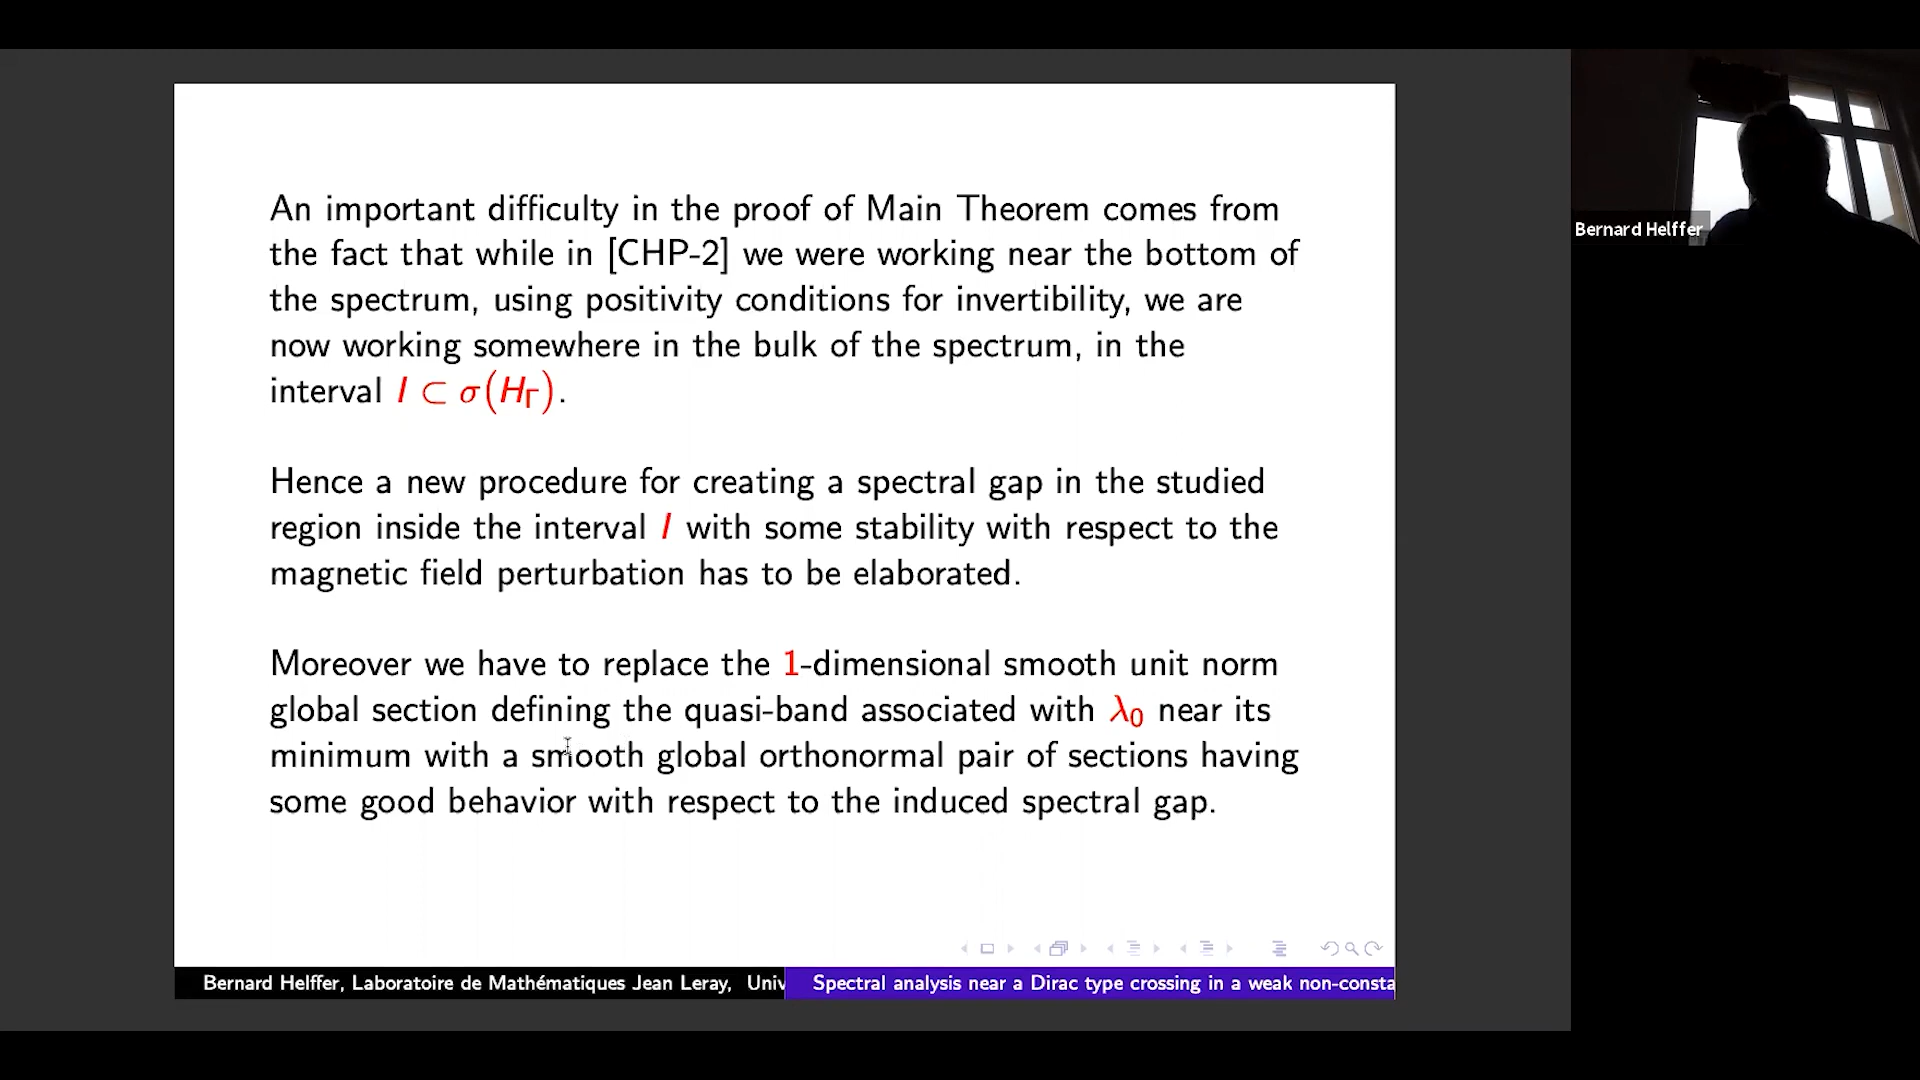 An important difficulty in the proof of Main Theorem comes from
the fact that while in [CHP-2] we were working near the bottom of
the spectrum, using positivity conditions for invertibility, we are
now working somewhere in the bulk of the spectrum, in the
interval I ⊂ σ(H_Γ).
Hence a new procedure for creating a spectral gap in the studied
region inside the interval I with some stability with respect to the
magnetic field perturbation has to be elaborated.
Moreover we have to replace the 1-dimensional smooth unit norm
global section defining the quasi-band associated with λ₀ near its
minimum with a smooth global orthonormal pair of sections having
some good behavior with respect to the induced spectral gap.
Bernard Helffer, Laboratoire de Mathématiques Jean Leray, Univ
Spectral analysis near a Dirac type crossing in a weak non-consta
Bernard Helffer